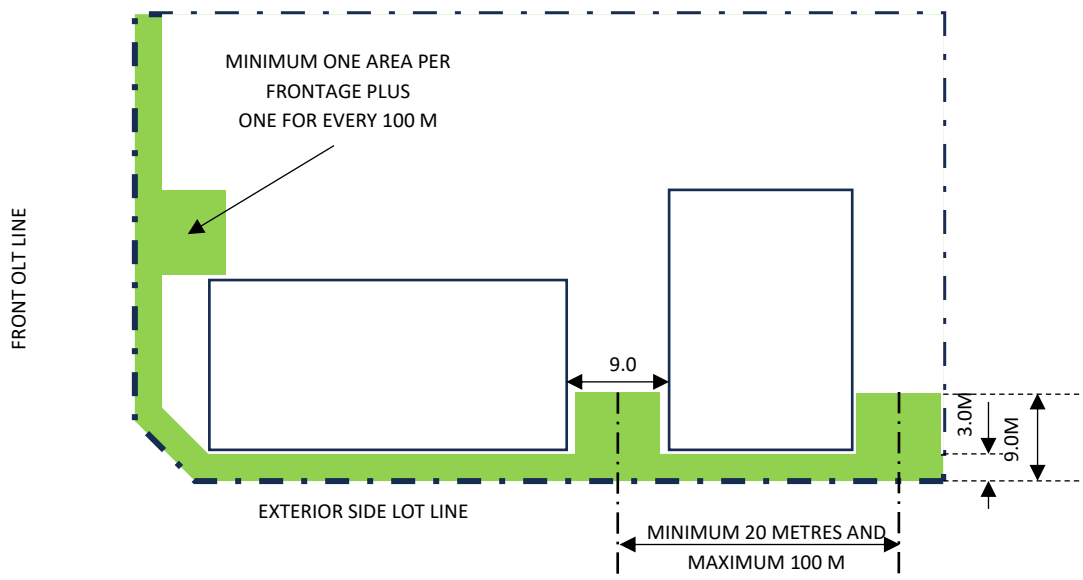 MINIMUM ONE AREA PER
FRONTAGE PLUS
ONE FOR EVERY 100 M
FRONT OLT LINE
9.0
3.0M
9.0M
EXTERIOR SIDE LOT LINE
MINIMUM 20 METRES AND
MAXIMUM 100 M